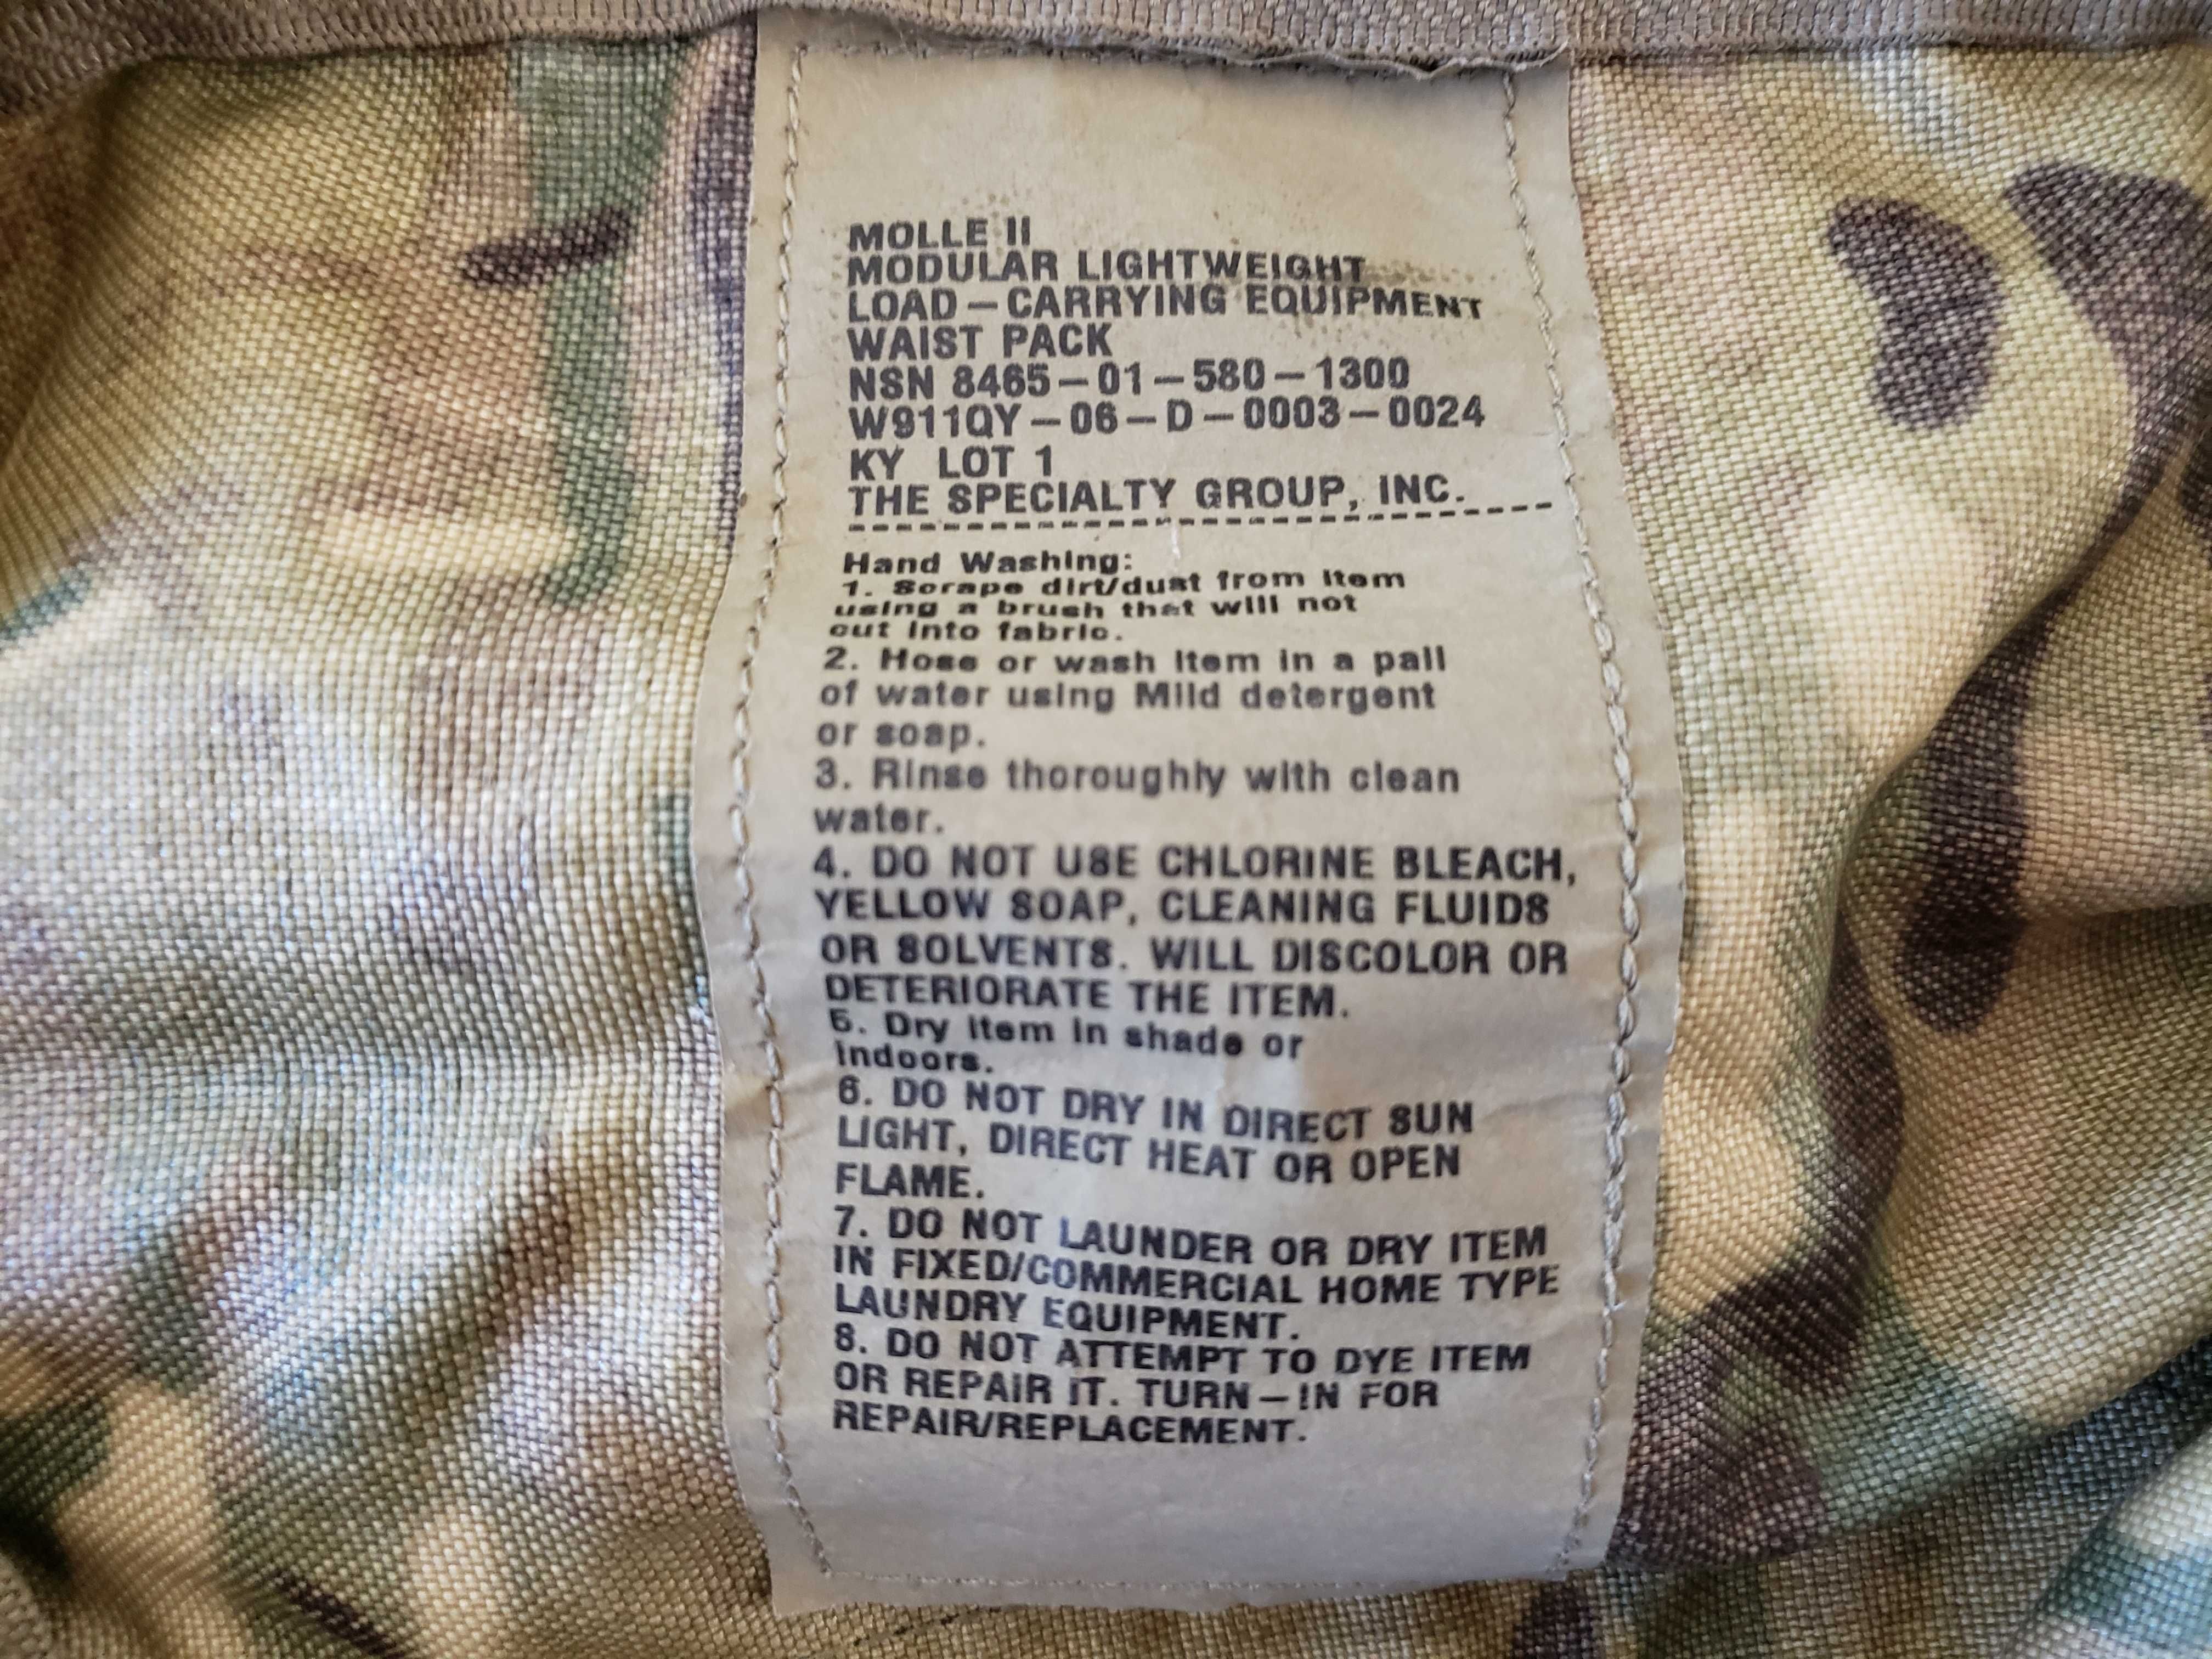 MOLLE II
MODULAR LIGHTWEIGHT
LOAD-CARRYING EQUIPMENT
WAIST PACK
NSN 8465-01-580-1300
W911QY-06-D-0003-0024
KY LOT 1
THE SPECIALTY GROUP, INC.
Hand Washing:
1. Scrape dirt/dust from item
using a brush that will not
cut into fabric.
2. Hose or wash item in a pail
of water using Mild detergent
or soap.
3. Rinse thoroughly with clean
water.
4. DO NOT USE CHLORINE BLEACH,
YELLOW SOAP, CLEANING FLUIDS
OR SOLVENTS. WILL DISCOLOR OR
DETERIORATE THE ITEM.
5. Dry item in shade or
indoors.
6. DO NOT DRY IN DIRECT SUN
LIGHT, DIRECT HEAT OR OPEN
FLAME.
7. DO NOT LAUNDER OR DRY ITEM
IN FIXED/COMMERCIAL HOME TYPE
LAUNDRY EQUIPMENT.
8. DO NOT ATTEMPT TO DYE ITEM
OR REPAIR IT. TURN-IN FOR
REPAIR/REPLACEMENT.